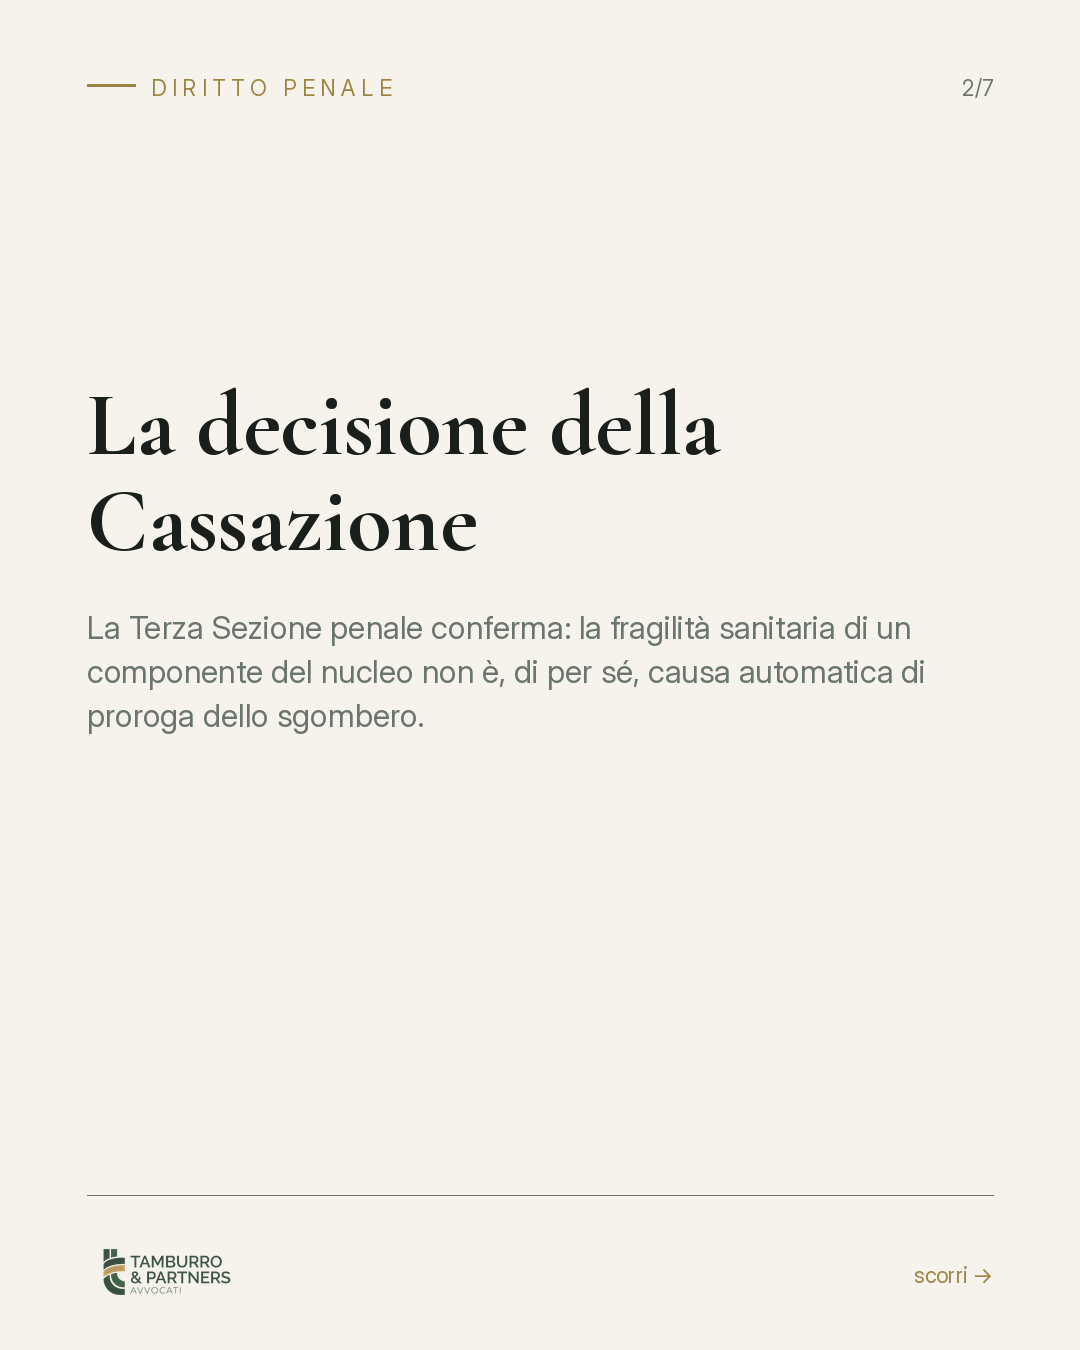 DIRITTO PENALE
2/7
La decisione della
Cassazione
La Terza Sezione penale conferma: la fragilità sanitaria di un
componente del nucleo non è, di per sé, causa automatica di
proroga dello sgombero.
TAMBURRO
& PARTNERS
AVVOCATI
scorri →